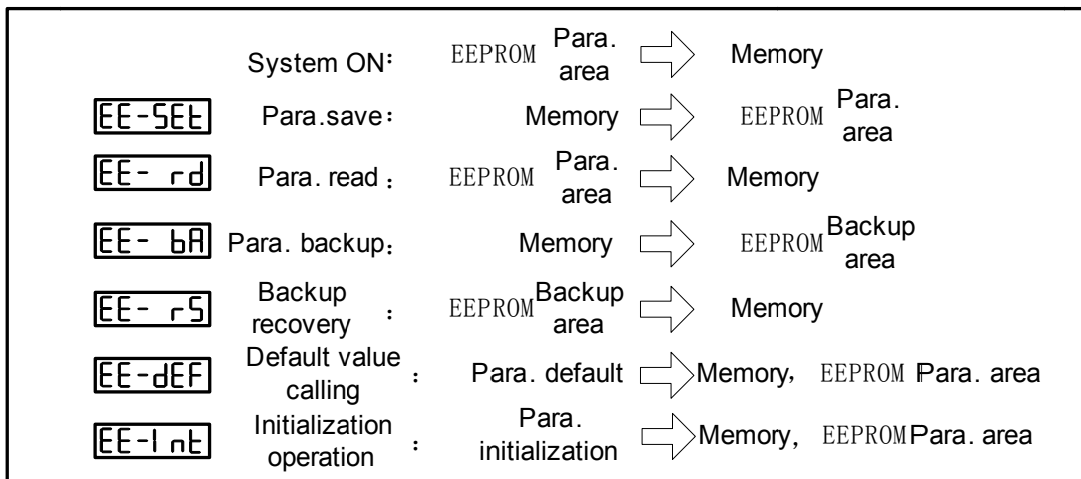 System ON: EEPROM Para. area Memory
EE-SEt Para.save: Memory EEPROM Para. area
EE- rd Para. read : EEPROM Para. area Memory
EE- bA Para. backup: Memory EEPROM Backup area
EE- rS Backup recovery : EEPROM Backup area Memory
EE-dEF Default value calling : Para. default Memory, EEPROM Para. area
EE-Int Initialization operation : Para. initialization Memory, EEPROM Para. area